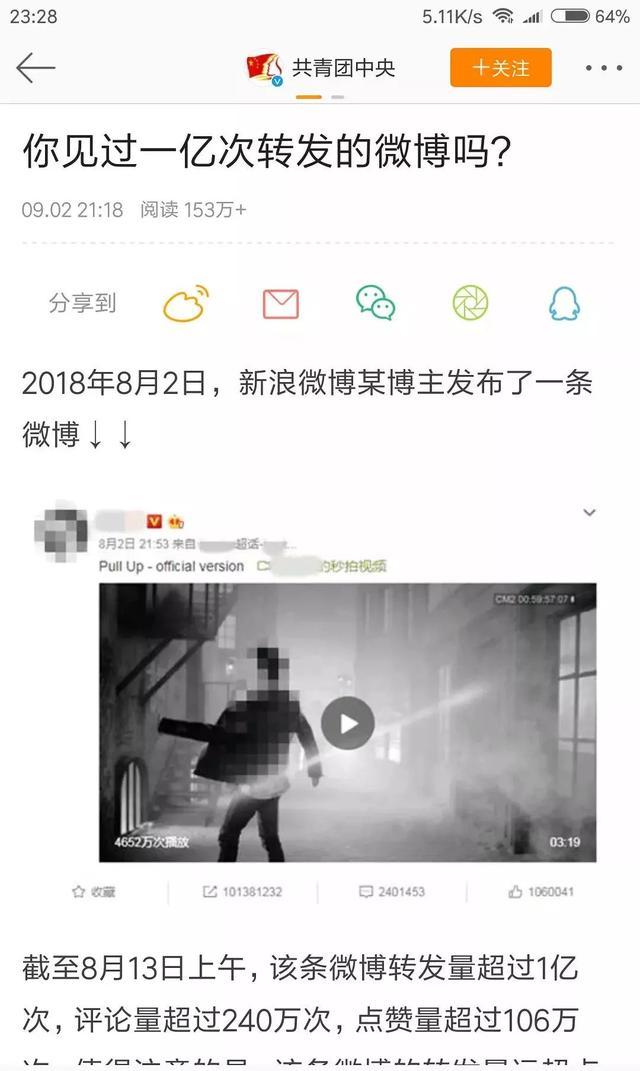 23:28 5.11K/s 64%
共青团中央 +关注
你见过一亿次转发的微博吗?
09.02 21:18 阅读 153万+
分享到
2018年8月2日，新浪微博某博主发布了一条
微博↓↓
8月2日 21:53 来自 超话-
Pull Up - official version 的秒拍视频
CM2 00:59:57:07
4652万次播放 03:19
收藏 101381232 2401453 1060041
截至8月13日上午，该条微博转发量超过1亿
次，评论量超过240万次，点赞量超过106万